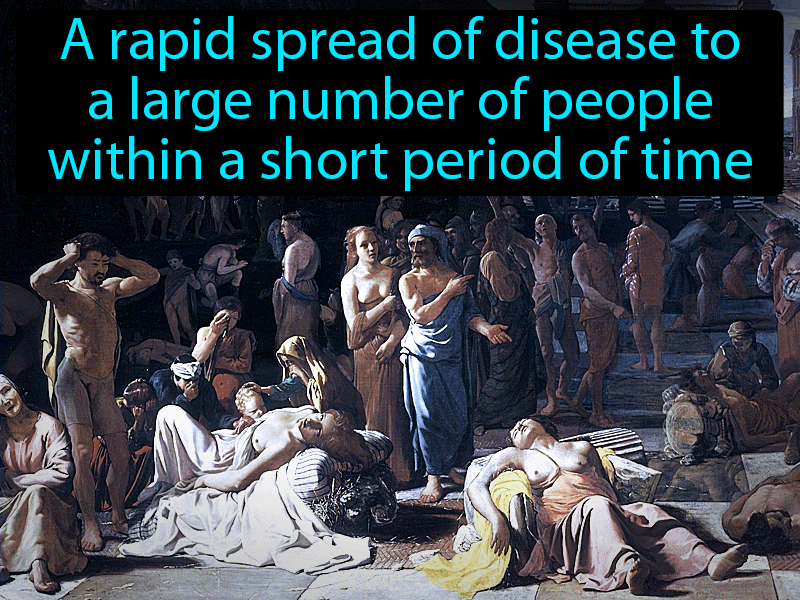 A rapid spread of disease to
a large number of people
within a short period of time